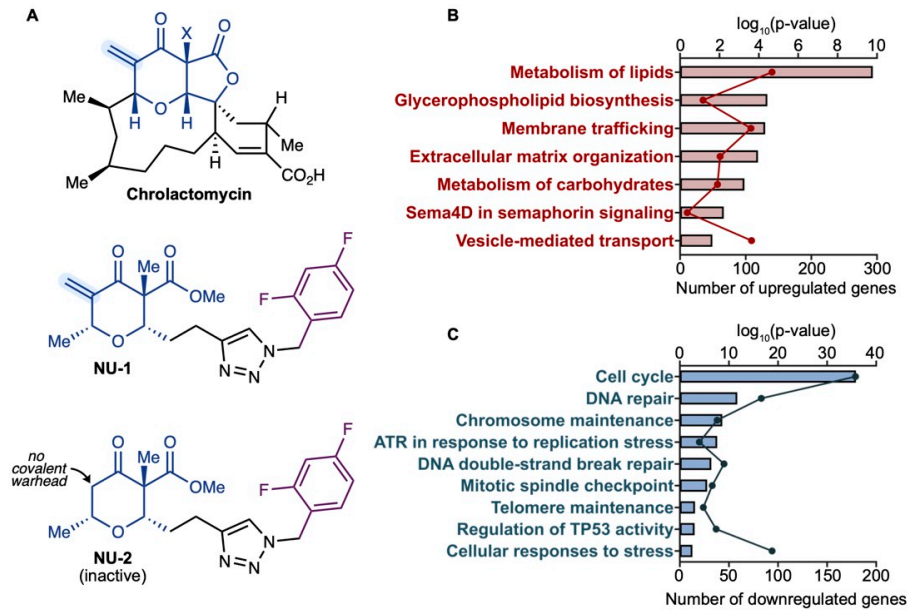 A
O
X
O
O
O
H
H
H
Me
Me
H
Me
CO₂H
Chrolactomycin
O
Me
O
OMe
Me
O
NU-1
N
N
N
F
F
no
covalent
warhead
O
Me
O
OMe
Me
O
NU-2
(inactive)
N
N
N
F
F
B
log₁₀(p-value)
0 2 4 6 8 10
Metabolism of lipids
Glycerophospholipid biosynthesis
Membrane trafficking
Extracellular matrix organization
Metabolism of carbohydrates
Sema4D in semaphorin signaling
Vesicle-mediated transport
0 100 200 300
Number of upregulated genes
C
log₁₀(p-value)
0 10 20 30 40
Cell cycle
DNA repair
Chromosome maintenance
ATR in response to replication stress
DNA double-strand break repair
Mitotic spindle checkpoint
Telomere maintenance
Regulation of TP53 activity
Cellular responses to stress
0 50 100 150 200
Number of downregulated genes